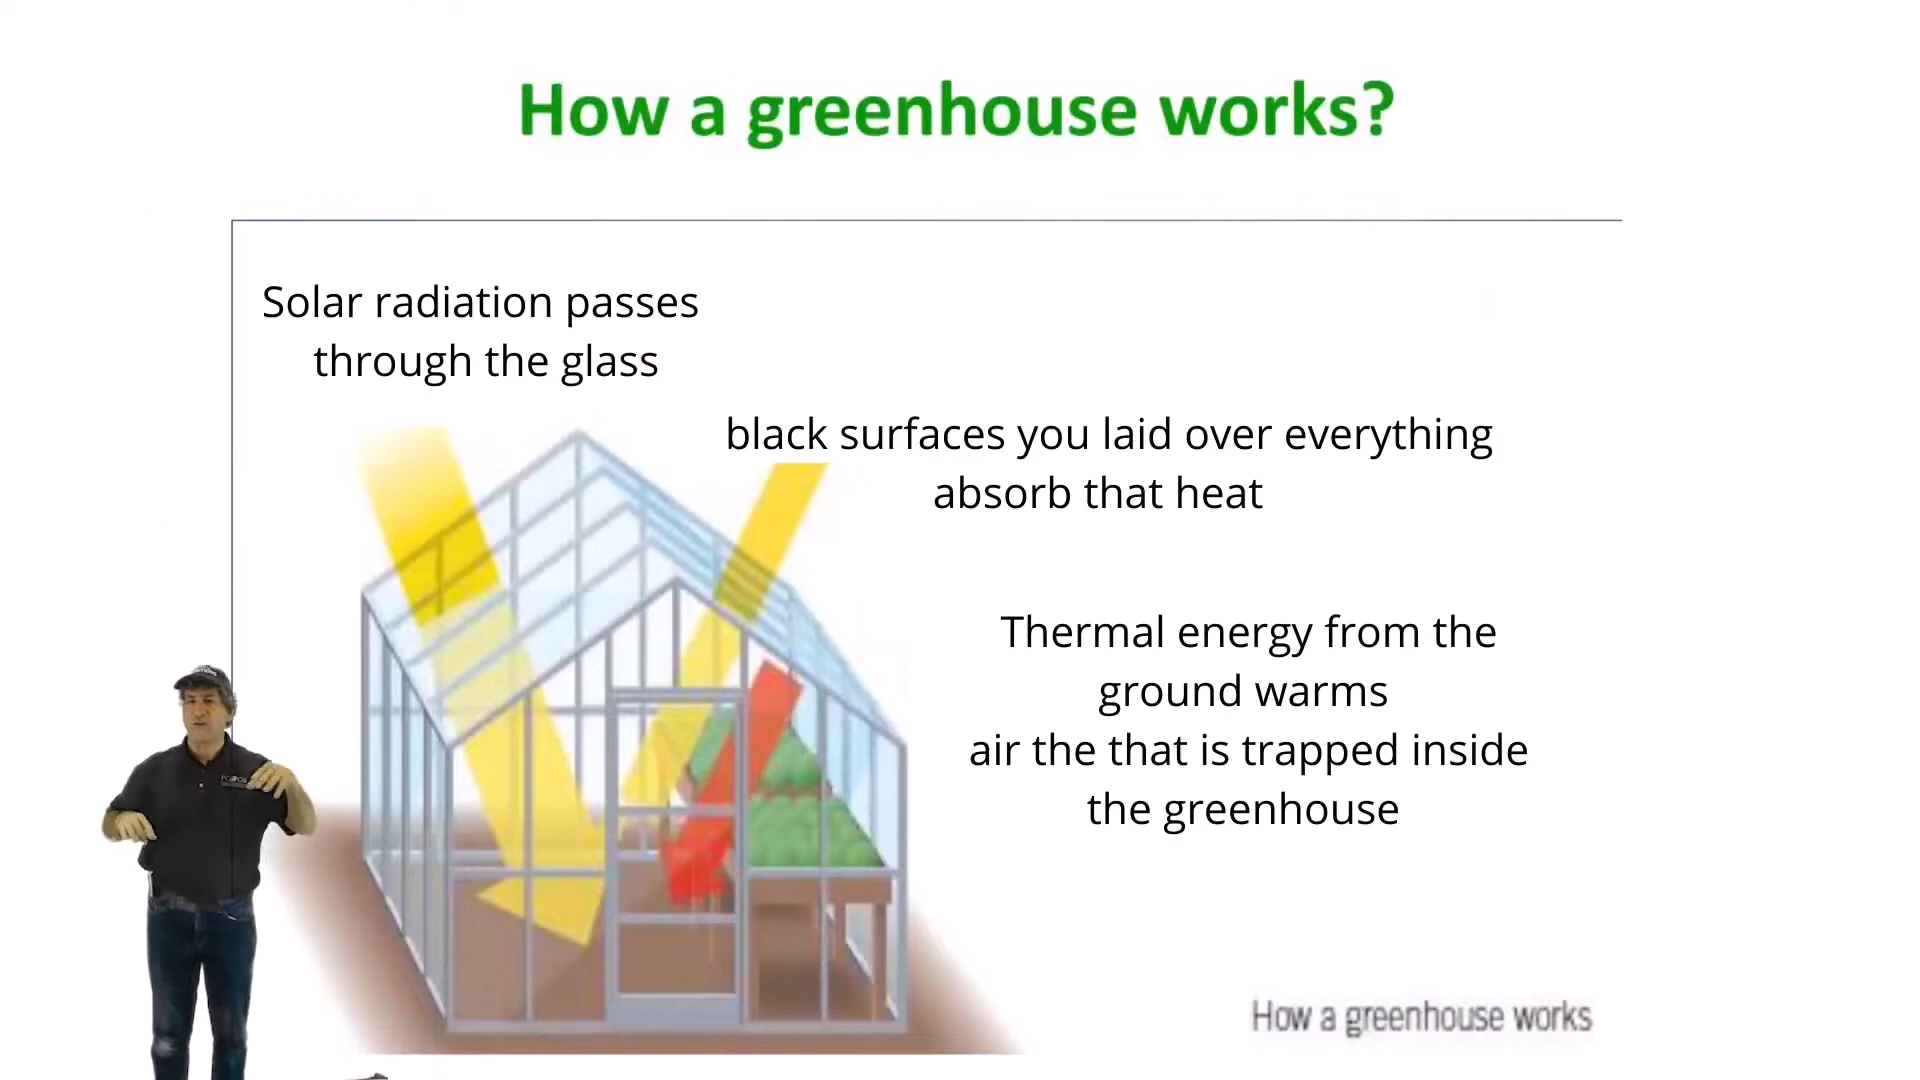 How a greenhouse works?
Solar radiation passes
through the glass
black surfaces you laid over everything
absorb that heat
Thermal energy from the
ground warms
air the that is trapped inside
the greenhouse
How a greenhouse works